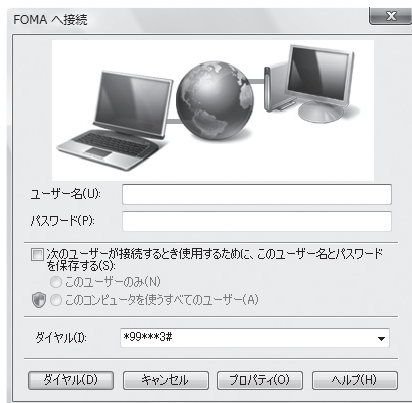 FOMA へ接続
ユーザー名(U):
パスワード(P):
次のユーザーが接続するとき使用するために、このユーザー名とパスワード
を保存する(S):
このユーザーのみ(N)
このコンピュータを使うすべてのユーザー(A)
ダイヤル(I): *99***3#
ダイヤル(D) キャンセル プロパティ(O) ヘルプ(H)